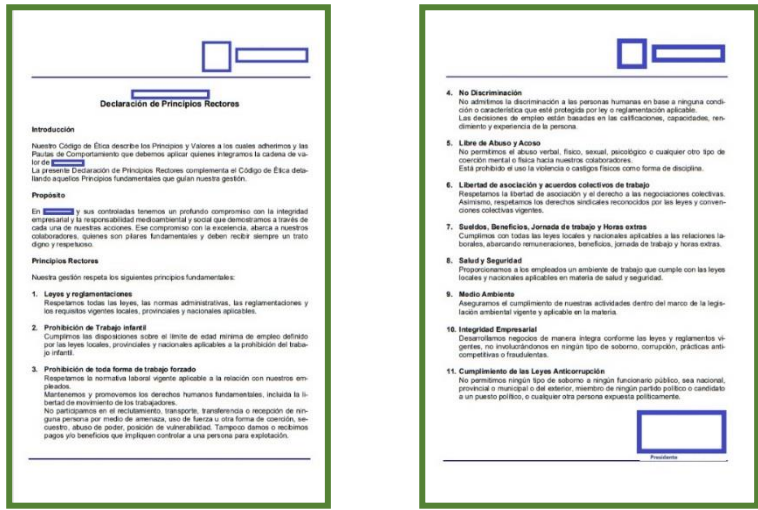 Declaración de Principios Rectores
Introducción
Nuestro Código de Ética describe los Principios y Valores a los cuales adherimos y las
Pautas de Comportamiento que debemos aplicar quienes integramos la cadena de va-
lor de
La presente Declaración de Principios Rectores complementa el Código de Ética deta-
llando aquellos Principios fundamentales que guían nuestra gestión.
Propósito
En y sus controladas tenemos un profundo compromiso con la integridad
empresarial y la responsabilidad medioambiental y social que demostramos a través de
cada una de nuestras acciones. Ese compromiso con la excelencia, abarca a nuestros
colaboradores, quienes son pilares fundamentales y deben recibir siempre un trato
digno y respetuoso.
Principios Rectores
Nuestra gestión respeta los siguientes principios fundamentales:
1. Leyes y reglamentaciones
Respetamos todas las leyes, las normas administrativas, las reglamentaciones y
los requisitos vigentes locales, provinciales y nacionales aplicables.
2. Prohibición de Trabajo infantil
Cumplimos las disposiciones sobre el límite de edad mínima de empleo definido
por las leyes locales, provinciales y nacionales aplicables a la prohibición del traba-
jo infantil.
3. Prohibición de toda forma de trabajo forzado
Respetamos la normativa laboral vigente aplicable a la relación con nuestros em-
pleados.
Mantenemos y promovemos los derechos humanos fundamentales, incluida la li-
bertad de movimiento de los trabajadores.
No participamos en el reclutamiento, transporte, transferencia o recepción de nin-
guna persona por medio de amenaza, uso de fuerza u otra forma de coerción, se-
cuestro, abuso de poder, posición de vulnerabilidad. Tampoco damos o recibimos
pagos y/o beneficios que impliquen controlar a una persona para explotación.
4. No Discriminación
No admitimos la discriminación a las personas humanas en base a ninguna condi-
ción o característica que esté protegida por ley o reglamentación aplicable.
Las decisiones de empleo están basadas en las calificaciones, capacidades, ren-
dimiento y experiencia de la persona.
5. Libre de Abuso y Acoso
No permitimos el abuso verbal, físico, sexual, psicológico o cualquier otro tipo de
coerción mental o física hacia nuestros colaboradores.
Está prohibido el uso la violencia o castigos físicos como forma de disciplina.
6. Libertad de asociación y acuerdos colectivos de trabajo
Respetamos la libertad de asociación y el derecho a las negociaciones colectivas.
Asimismo, respetamos los derechos sindicales reconocidos por las leyes y conven-
ciones colectivas vigentes.
7. Sueldos, Beneficios, Jornada de trabajo y Horas extras
Cumplimos con todas las leyes locales y nacionales aplicables a las relaciones la-
borales, abarcando remuneraciones, beneficios, jornada de trabajo y horas extras.
8. Salud y Seguridad
Proporcionamos a los empleados un ambiente de trabajo que cumple con las leyes
locales y nacionales aplicables en materia de salud y seguridad.
9. Medio Ambiente
Aseguramos el cumplimiento de nuestras actividades dentro del marco de la legis-
lación ambiental vigente y aplicable en la materia.
10. Integridad Empresarial
Desarrollamos negocios de manera íntegra conforme las leyes y reglamentos vi-
gentes, no involucrándonos en ningún tipo de soborno, corrupción, prácticas anti-
competitivas o fraudulentas.
11. Cumplimiento de las Leyes Anticorrupción
No permitimos ningún tipo de soborno a ningún funcionario público, sea nacional,
provincial o municipal o del exterior, miembro de ningún partido político o candidato
a un puesto político, o cualquier otra persona expuesta políticamente.
Presidente